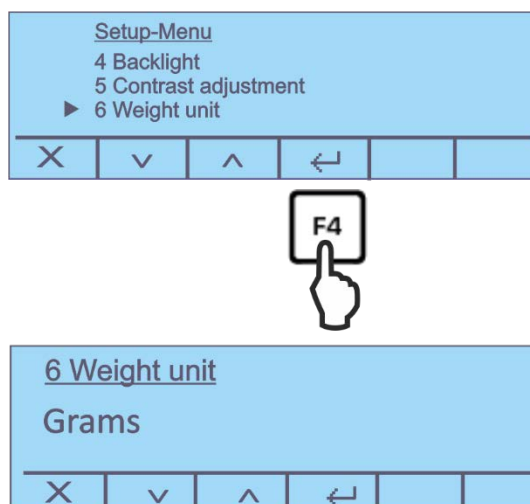 Setup-Menu
4 Backlight
5 Contrast adjustment
6 Weight unit
F4
6 Weight unit
Grams